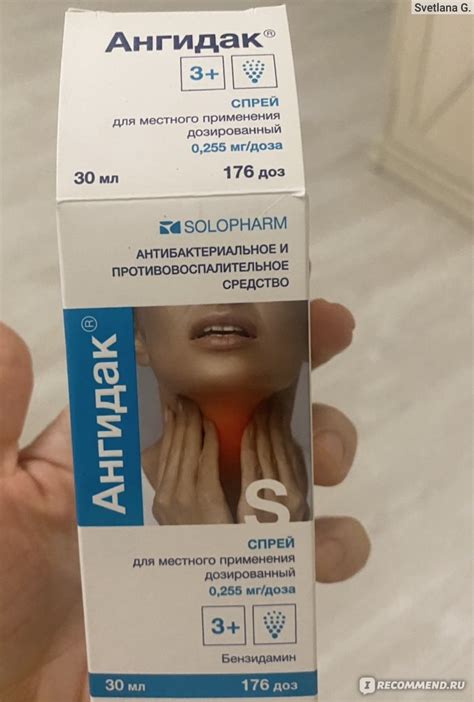 Svetlana G.
Ангидак®
3+
СПРЕЙ
для местного применения
дозированный
0,255 мг/доза
30 мл 176 доз
SOLOPHARM
АНТИБАКТЕРИАЛЬНОЕ И
ПРОТИВОВОСПАЛИТЕЛЬНОЕ
СРЕДСТВО
Ангидак®
S
СПРЕЙ
для местного применения
дозированный
0,255 мг/доза
3+
Бензидамин
30 мл 176 доз
I RECOMMEND.RU